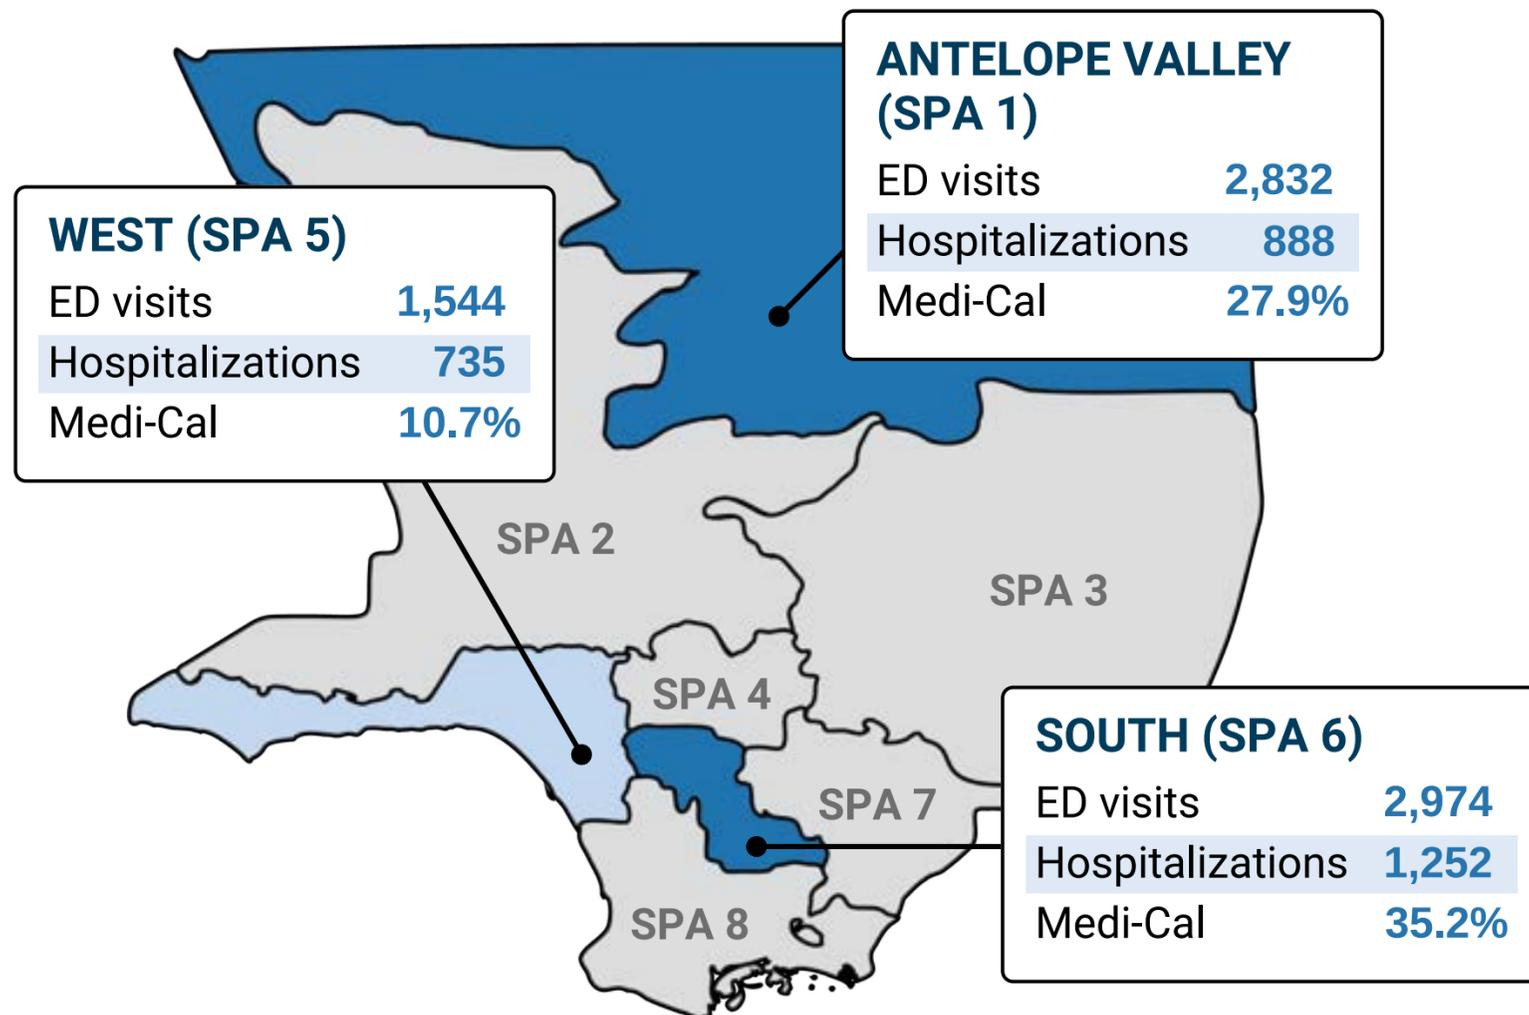 ANTELOPE VALLEY
(SPA 1)
ED visits 2,832
Hospitalizations 888
Medi-Cal 27.9%
WEST (SPA 5)
ED visits 1,544
Hospitalizations 735
Medi-Cal 10.7%
SPA 2
SPA 3
SPA 4
SOUTH (SPA 6)
ED visits 2,974
Hospitalizations 1,252
Medi-Cal 35.2%
SPA 7
SPA 8